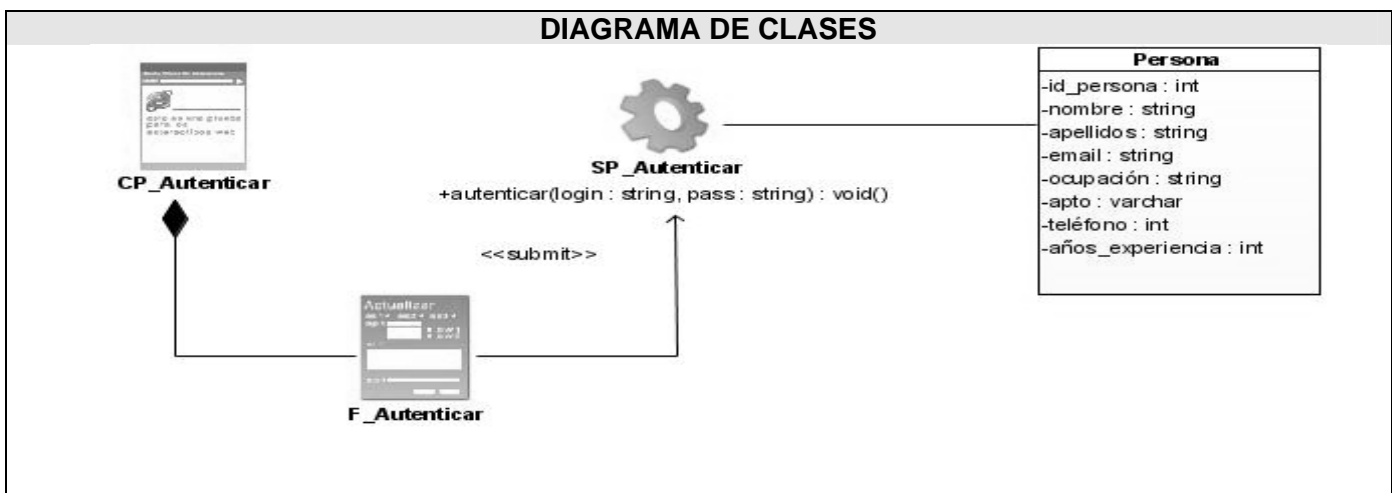 DIAGRAMA DE CLASES
CP_Autenticar
SP_Autenticar
+autenticar(login : string, pass : string) : void()
<<submit>>
Actualizar
F_Autenticar
Persona
-id_persona : int
-nombre : string
-apellidos : string
-email : string
-ocupación : string
-apto : varchar
-teléfono : int
-años_experiencia : int